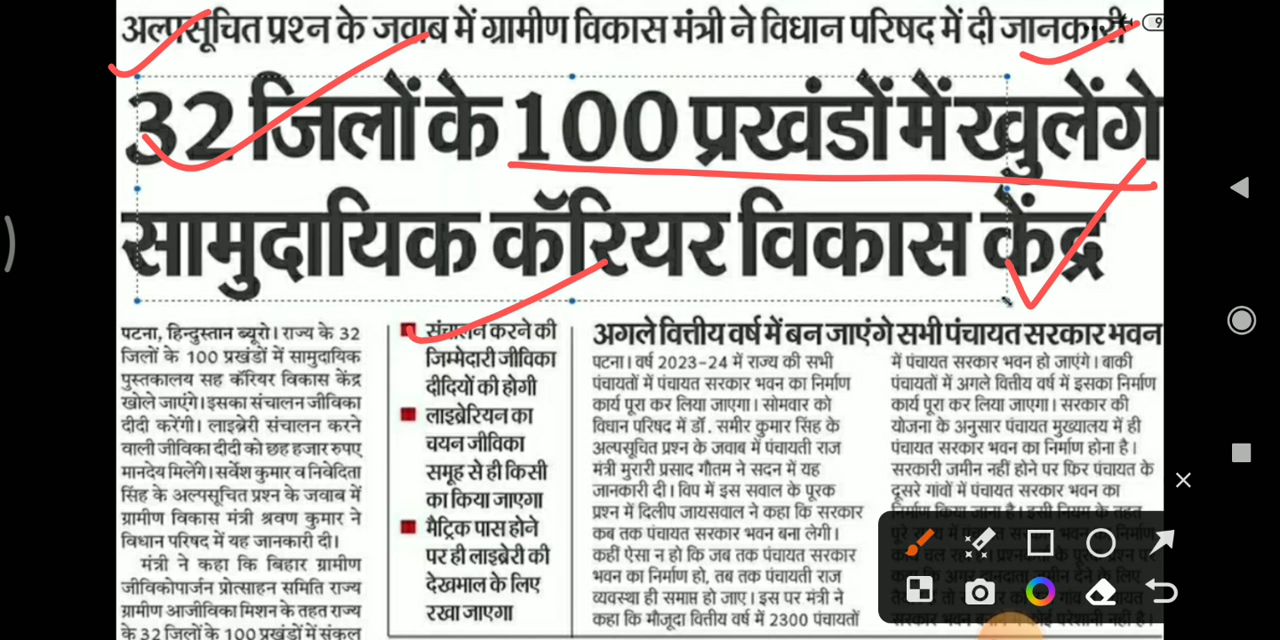 अल्पसूचित प्रश्न के जवाब में ग्रामीण विकास मंत्री ने विधान परिषद में दी जानकारी
9
32 जिलों के 100 प्रखंडों में खुलेंगे
सामुदायिक कॅरियर विकास केंद्र
पटना, हिन्दुस्तान ब्यूरो। राज्य के 32
जिलों के 100 प्रखंडों में सामुदायिक
पुस्तकालय सह कॅरियर विकास केंद्र
खोले जाएंगे। इसका संचालन जीविका
दीदी करेंगी। लाइब्रेरी संचालन करने
वाली जीविका दीदी को छह हजार रुपए
मानदेय मिलेंगे। सर्वेश कुमार व निवेदिता
सिंह के अल्पसूचित प्रश्न के जवाब में
ग्रामीण विकास मंत्री श्रवण कुमार ने
विधान परिषद में यह जानकारी दी।
मंत्री ने कहा कि बिहार ग्रामीण
जीविकोपार्जन प्रोत्साहन समिति राज्य
ग्रामीण आजीविका मिशन के तहत राज्य
के 32 जिलों के 100 प्रखंडों में संकुल
संचालन करने की
जिम्मेदारी जीविका
दीदियों की होगी
लाइब्रेरियन का
चयन जीविका
समूह से ही किसी
का किया जाएगा
मैट्रिक पास होने
पर ही लाइब्रेरी की
देखभाल के लिए
रखा जाएगा
अगले वित्तीय वर्ष में बन जाएंगे सभी पंचायत सरकार भवन
पटना। वर्ष 2023-24 में राज्य की सभी
पंचायतों में पंचायत सरकार भवन का निर्माण
कार्य पूरा कर लिया जाएगा। सोमवार को
विधान परिषद में डॉ. समीर कुमार सिंह के
अल्पसूचित प्रश्न के जवाब में पंचायती राज
मंत्री मुरारी प्रसाद गौतम ने सदन में यह
जानकारी दी। विप में इस सवाल के पूरक
प्रश्न में दिलीप जायसवाल ने कहा कि सरकार
कब तक पंचायत सरकार भवन बना लेगी।
कहीं ऐसा न हो कि जब तक पंचायत सरकार
भवन का निर्माण हो, तब तक पंचायती राज
व्यवस्था ही समाप्त हो जाए। इस पर मंत्री ने
कहा कि मौजूदा वित्तीय वर्ष में 2300 पंचायतों
में पंचायत सरकार भवन हो जाएंगे। बाकी
पंचायतों में अगले वित्तीय वर्ष में इसका निर्माण
कार्य पूरा कर लिया जाएगा। सरकार की
योजना के अनुसार पंचायत मुख्यालय में ही
पंचायत सरकार भवन का निर्माण होना है।
सरकारी जमीन नहीं होने पर फिर पंचायत के
दूसरे गांवों में पंचायत सरकार भवन का
निर्माण किया जाना है। इसी नियम के तहत